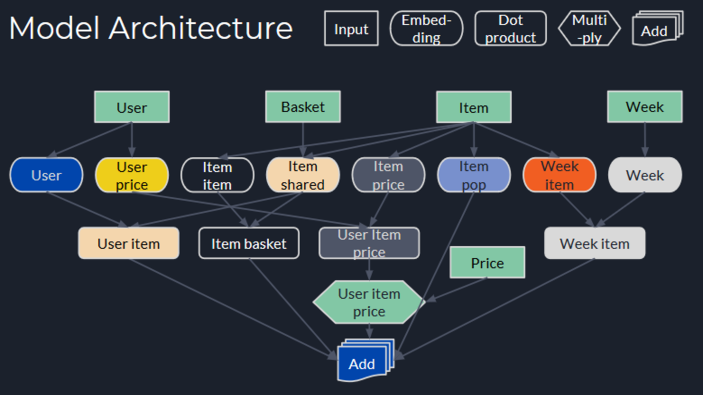 Model Architecture
Input
Embed-
ding
Dot
product
Multi
-ply
Add
User
Basket
Item
Week
User
User
price
Item
item
Item
shared
Item
price
Item
pop
Week
item
Week
User item
Item basket
User Item
price
Week item
Price
User item
price
Add